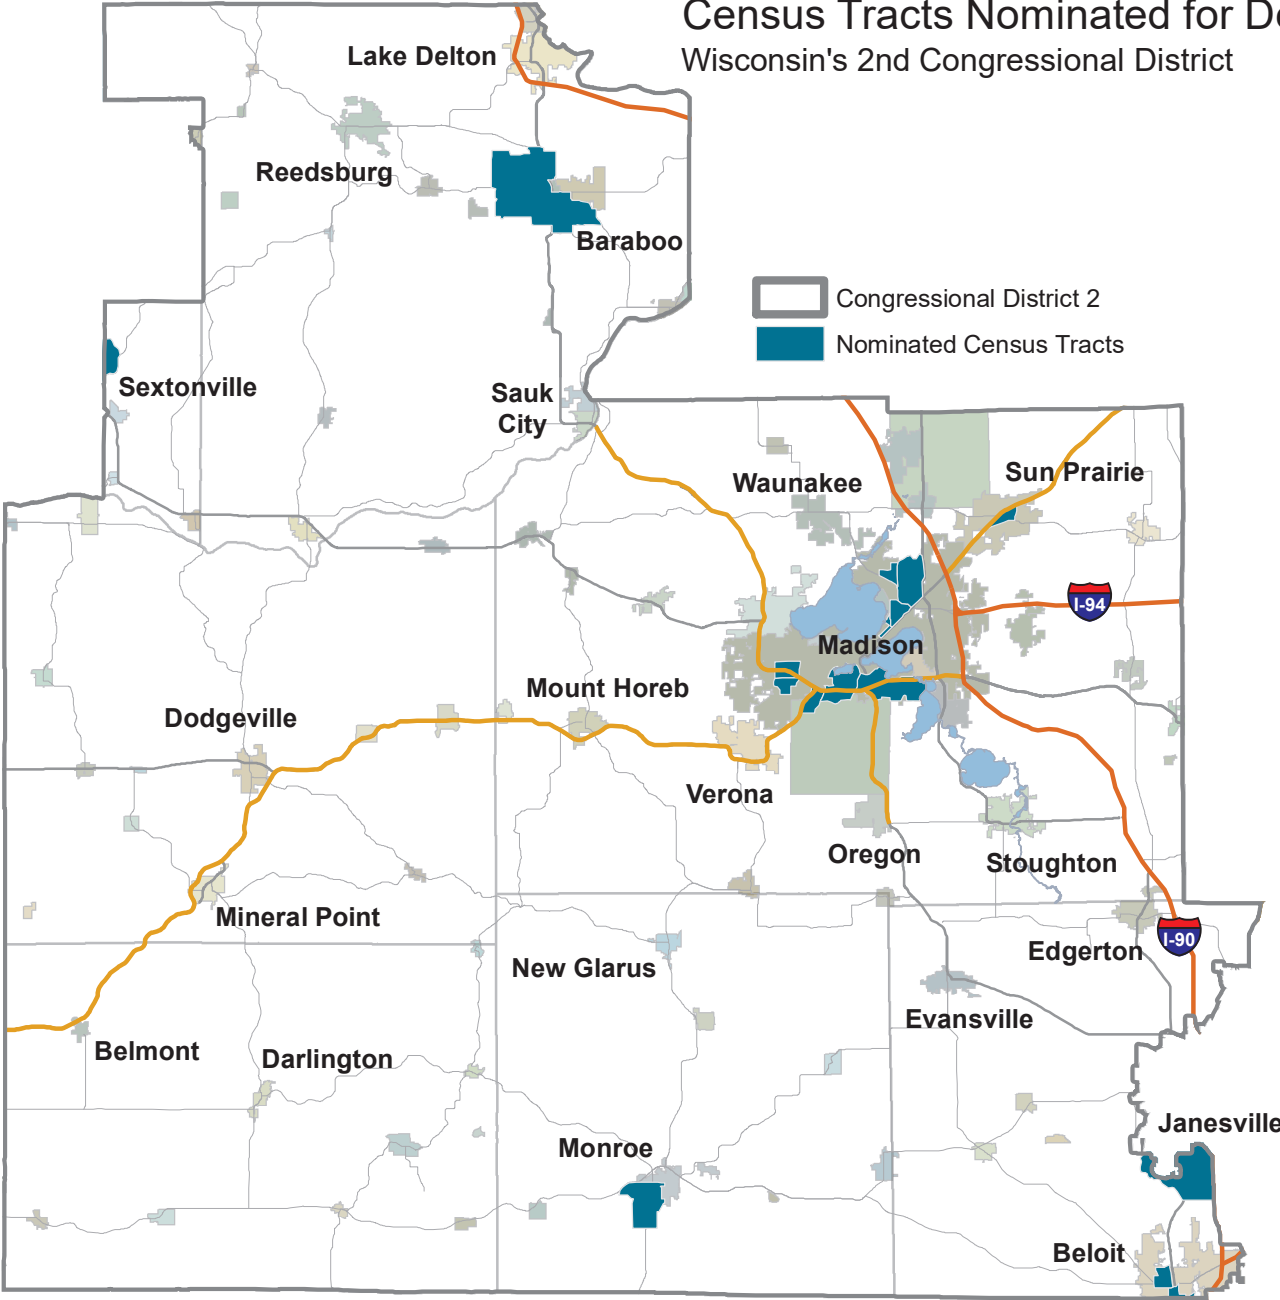 Census Tracts Nominated for
Wisconsin's 2nd Congressional District
Lake Delton
Reedsburg
Baraboo
Congressional District 2
Nominated Census Tracts
Sextonville
Sauk
City
Waunakee
Sun Prairie
I-94
Madison
Mount Horeb
Dodgeville
Verona
Oregon
Stoughton
Mineral Point
Edgerton
I-90
New Glarus
Evansville
Belmont
Darlington
Janesville
Monroe
Beloit